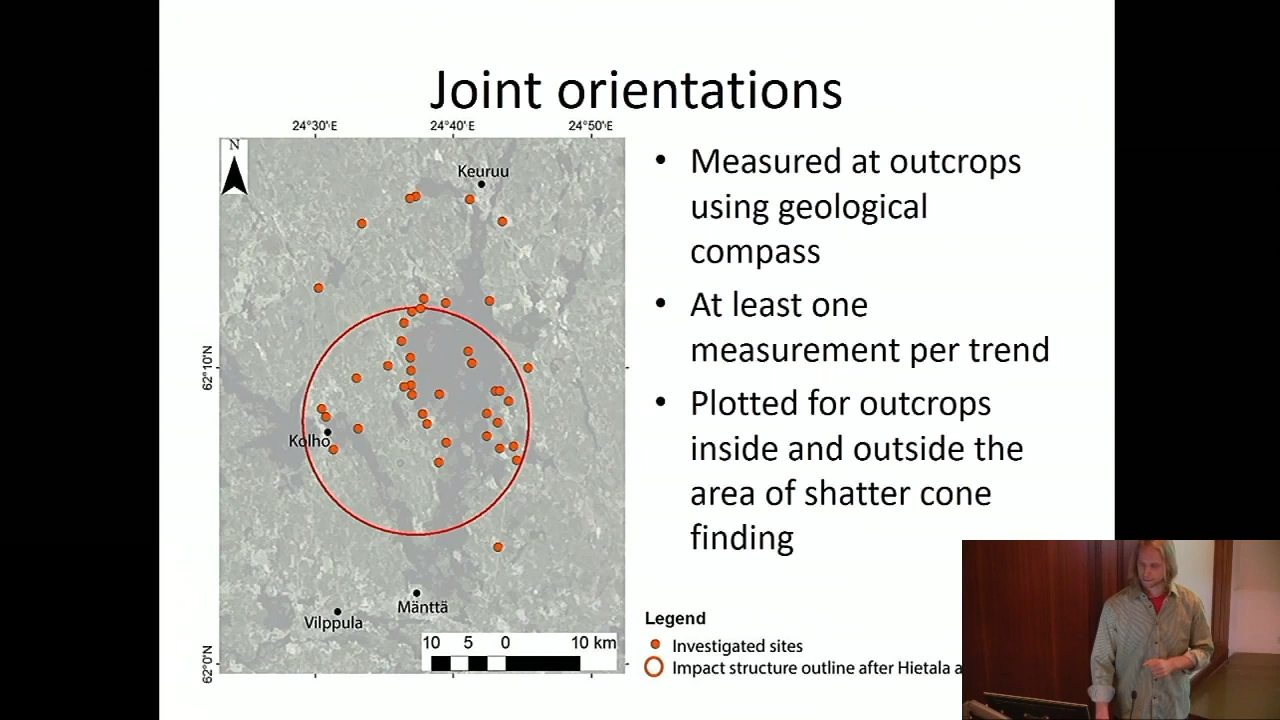 Joint orientations
24°30'E 24°40'E 24°50'E
N
Keuruu
62°10'N
Kolho
Mänttä
Vilppula
62°0'N
10 5 0 10 km
• Measured at outcrops
using geological
compass
• At least one
measurement per trend
• Plotted for outcrops
inside and outside the
area of shatter cone
finding
Legend
Investigated sites
Impact structure outline after Hietala a